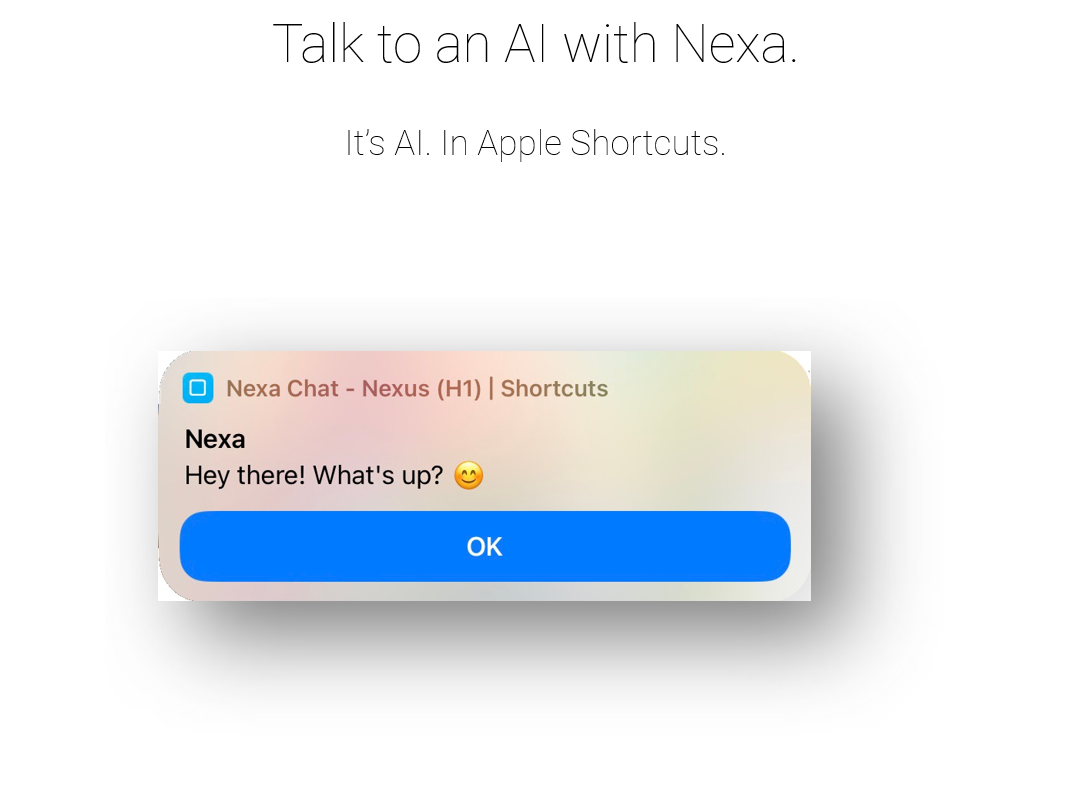 Talk to an AI with Nexa.
It’s AI. In Apple Shortcuts.
Nexa Chat - Nexus (H1) | Shortcuts
Nexa
Hey there! What's up? 😊
OK